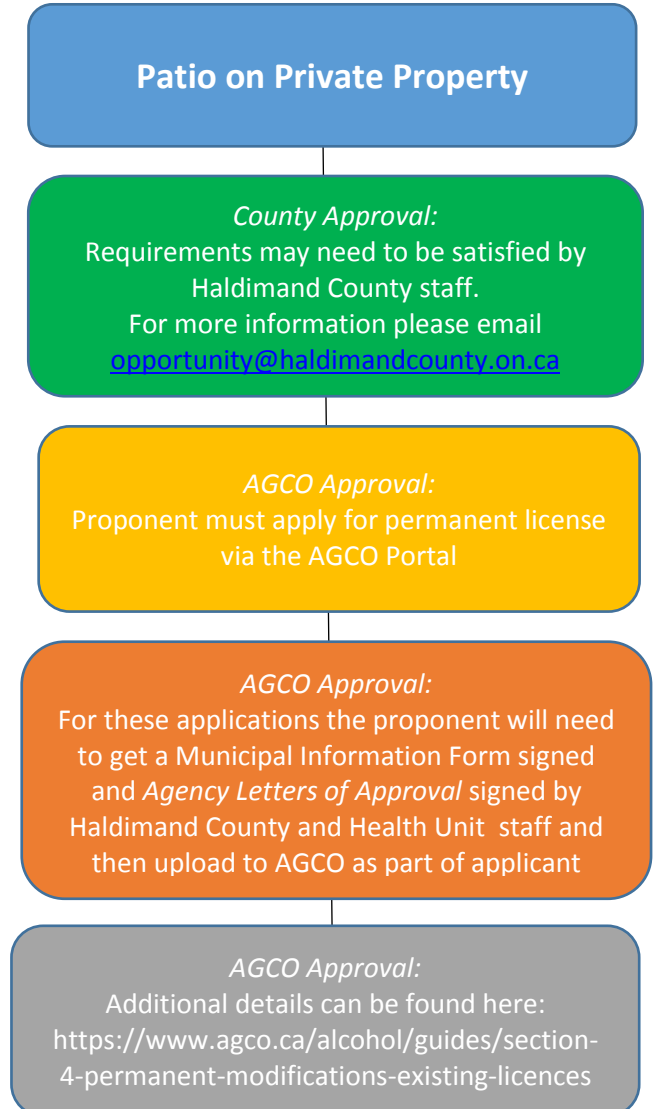 Patio on Private Property
County Approval:
Requirements may need to be satisfied by
Haldimand County staff.
For more information please email
opportunity@haldimandcounty.on.ca
AGCO Approval:
Proponent must apply for permanent license
via the AGCO Portal
AGCO Approval:
For these applications the proponent will need
to get a Municipal Information Form signed
and Agency Letters of Approval signed by
Haldimand County and Health Unit staff and
then upload to AGCO as part of applicant
AGCO Approval:
Additional details can be found here:
https://www.agco.ca/alcohol/guides/section-
4-permanent-modifications-existing-licences